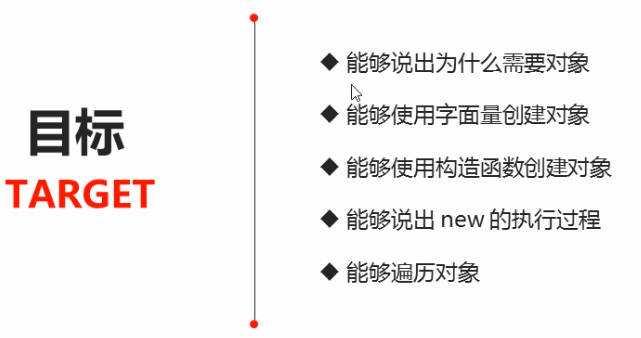 目标
TARGET
◆ 能够说出为什么需要对象
◆ 能够使用字面量创建对象
◆ 能够使用构造函数创建对象
◆ 能够说出 new 的执行过程
◆ 能够遍历对象